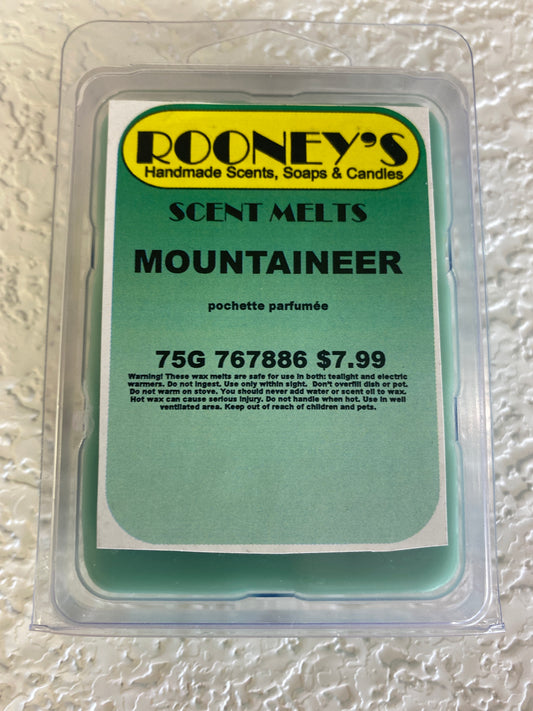 ROONEY'S
Handmade Scents, Soaps & Candles
SCENT MELTS
MOUNTAINEER
pochette parfumée
75G 767886 $7.99
Warning! These wax melts are safe for use in both: tealight and electric
warmers. Do not ingest. Use only within sight. Don't overfill dish or pot.
Do not warm on stove. You should never add water or scent oil to wax.
Hot wax can cause serious injury. Do not handle when hot. Use in well
ventilated area. Keep out of reach of children and pets.